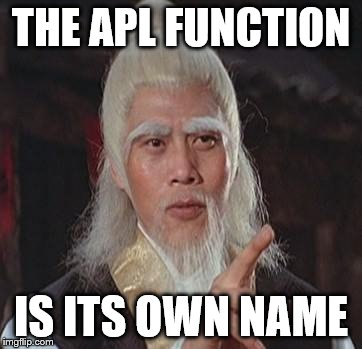 THE APL FUNCTION
IS ITS OWN NAME
imgflip.com